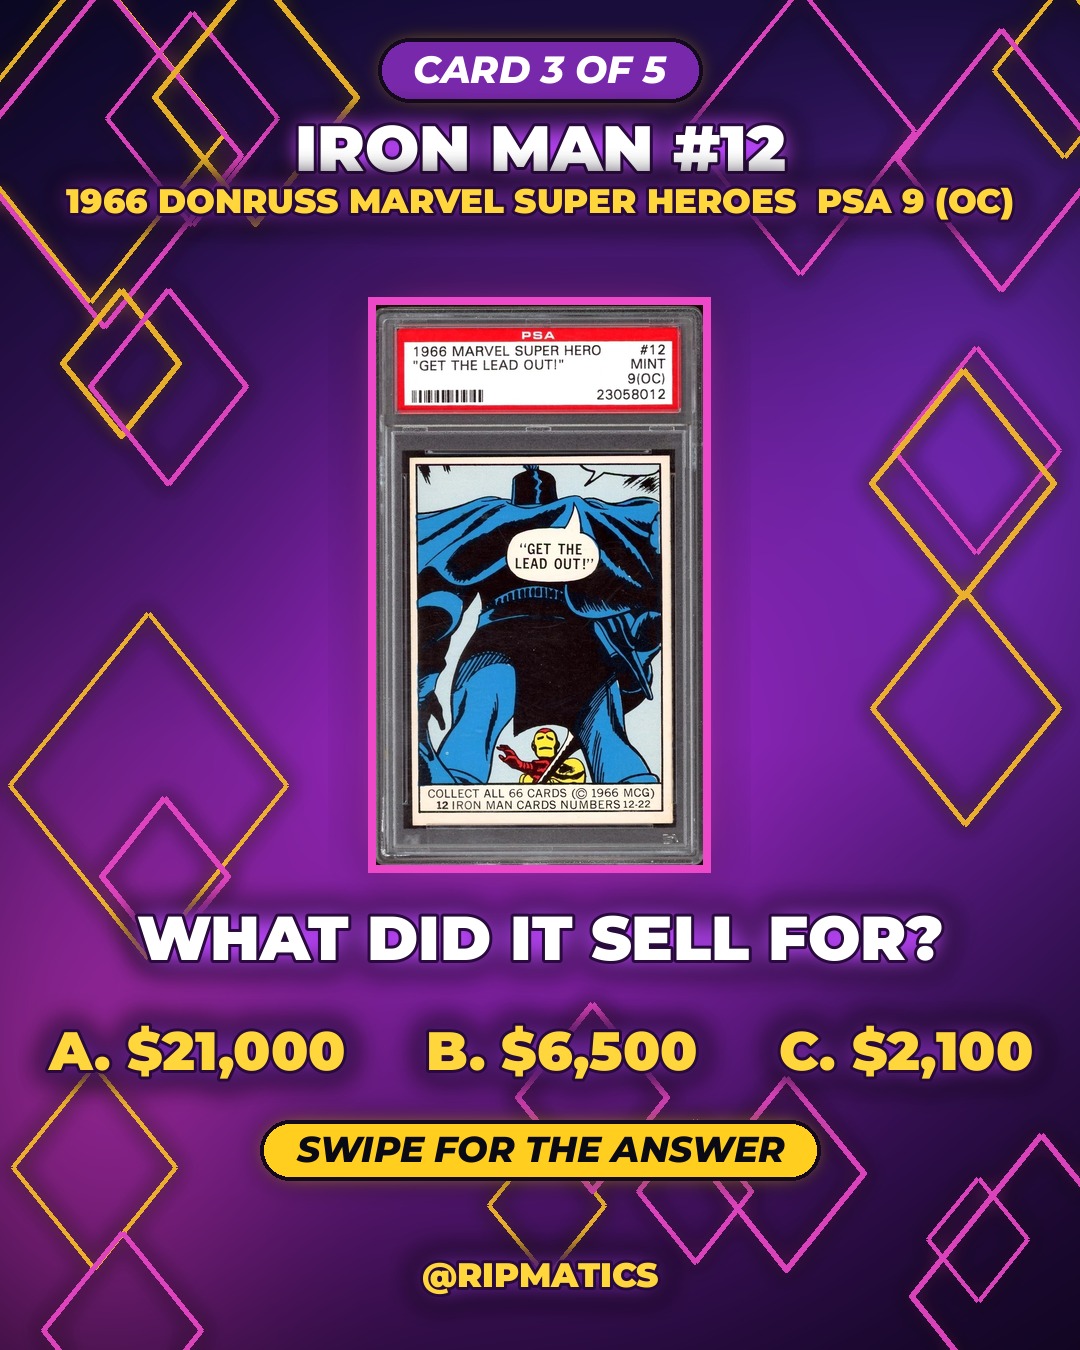 CARD 3 OF 5
IRON MAN #12
1966 DONRUSS MARVEL SUPER HEROES PSA 9 (OC)
PSA
1966 MARVEL SUPER HERO #12
"GET THE LEAD OUT!" MINT
9(OC)
23058012
"GET THE
LEAD OUT!"
COLLECT ALL 66 CARDS (© 1966 MCG)
12 IRON MAN CARDS NUMBERS 12-22
WHAT DID IT SELL FOR?
A. $21,000 B. $6,500 C. $2,100
SWIPE FOR THE ANSWER
@RIPMATICS